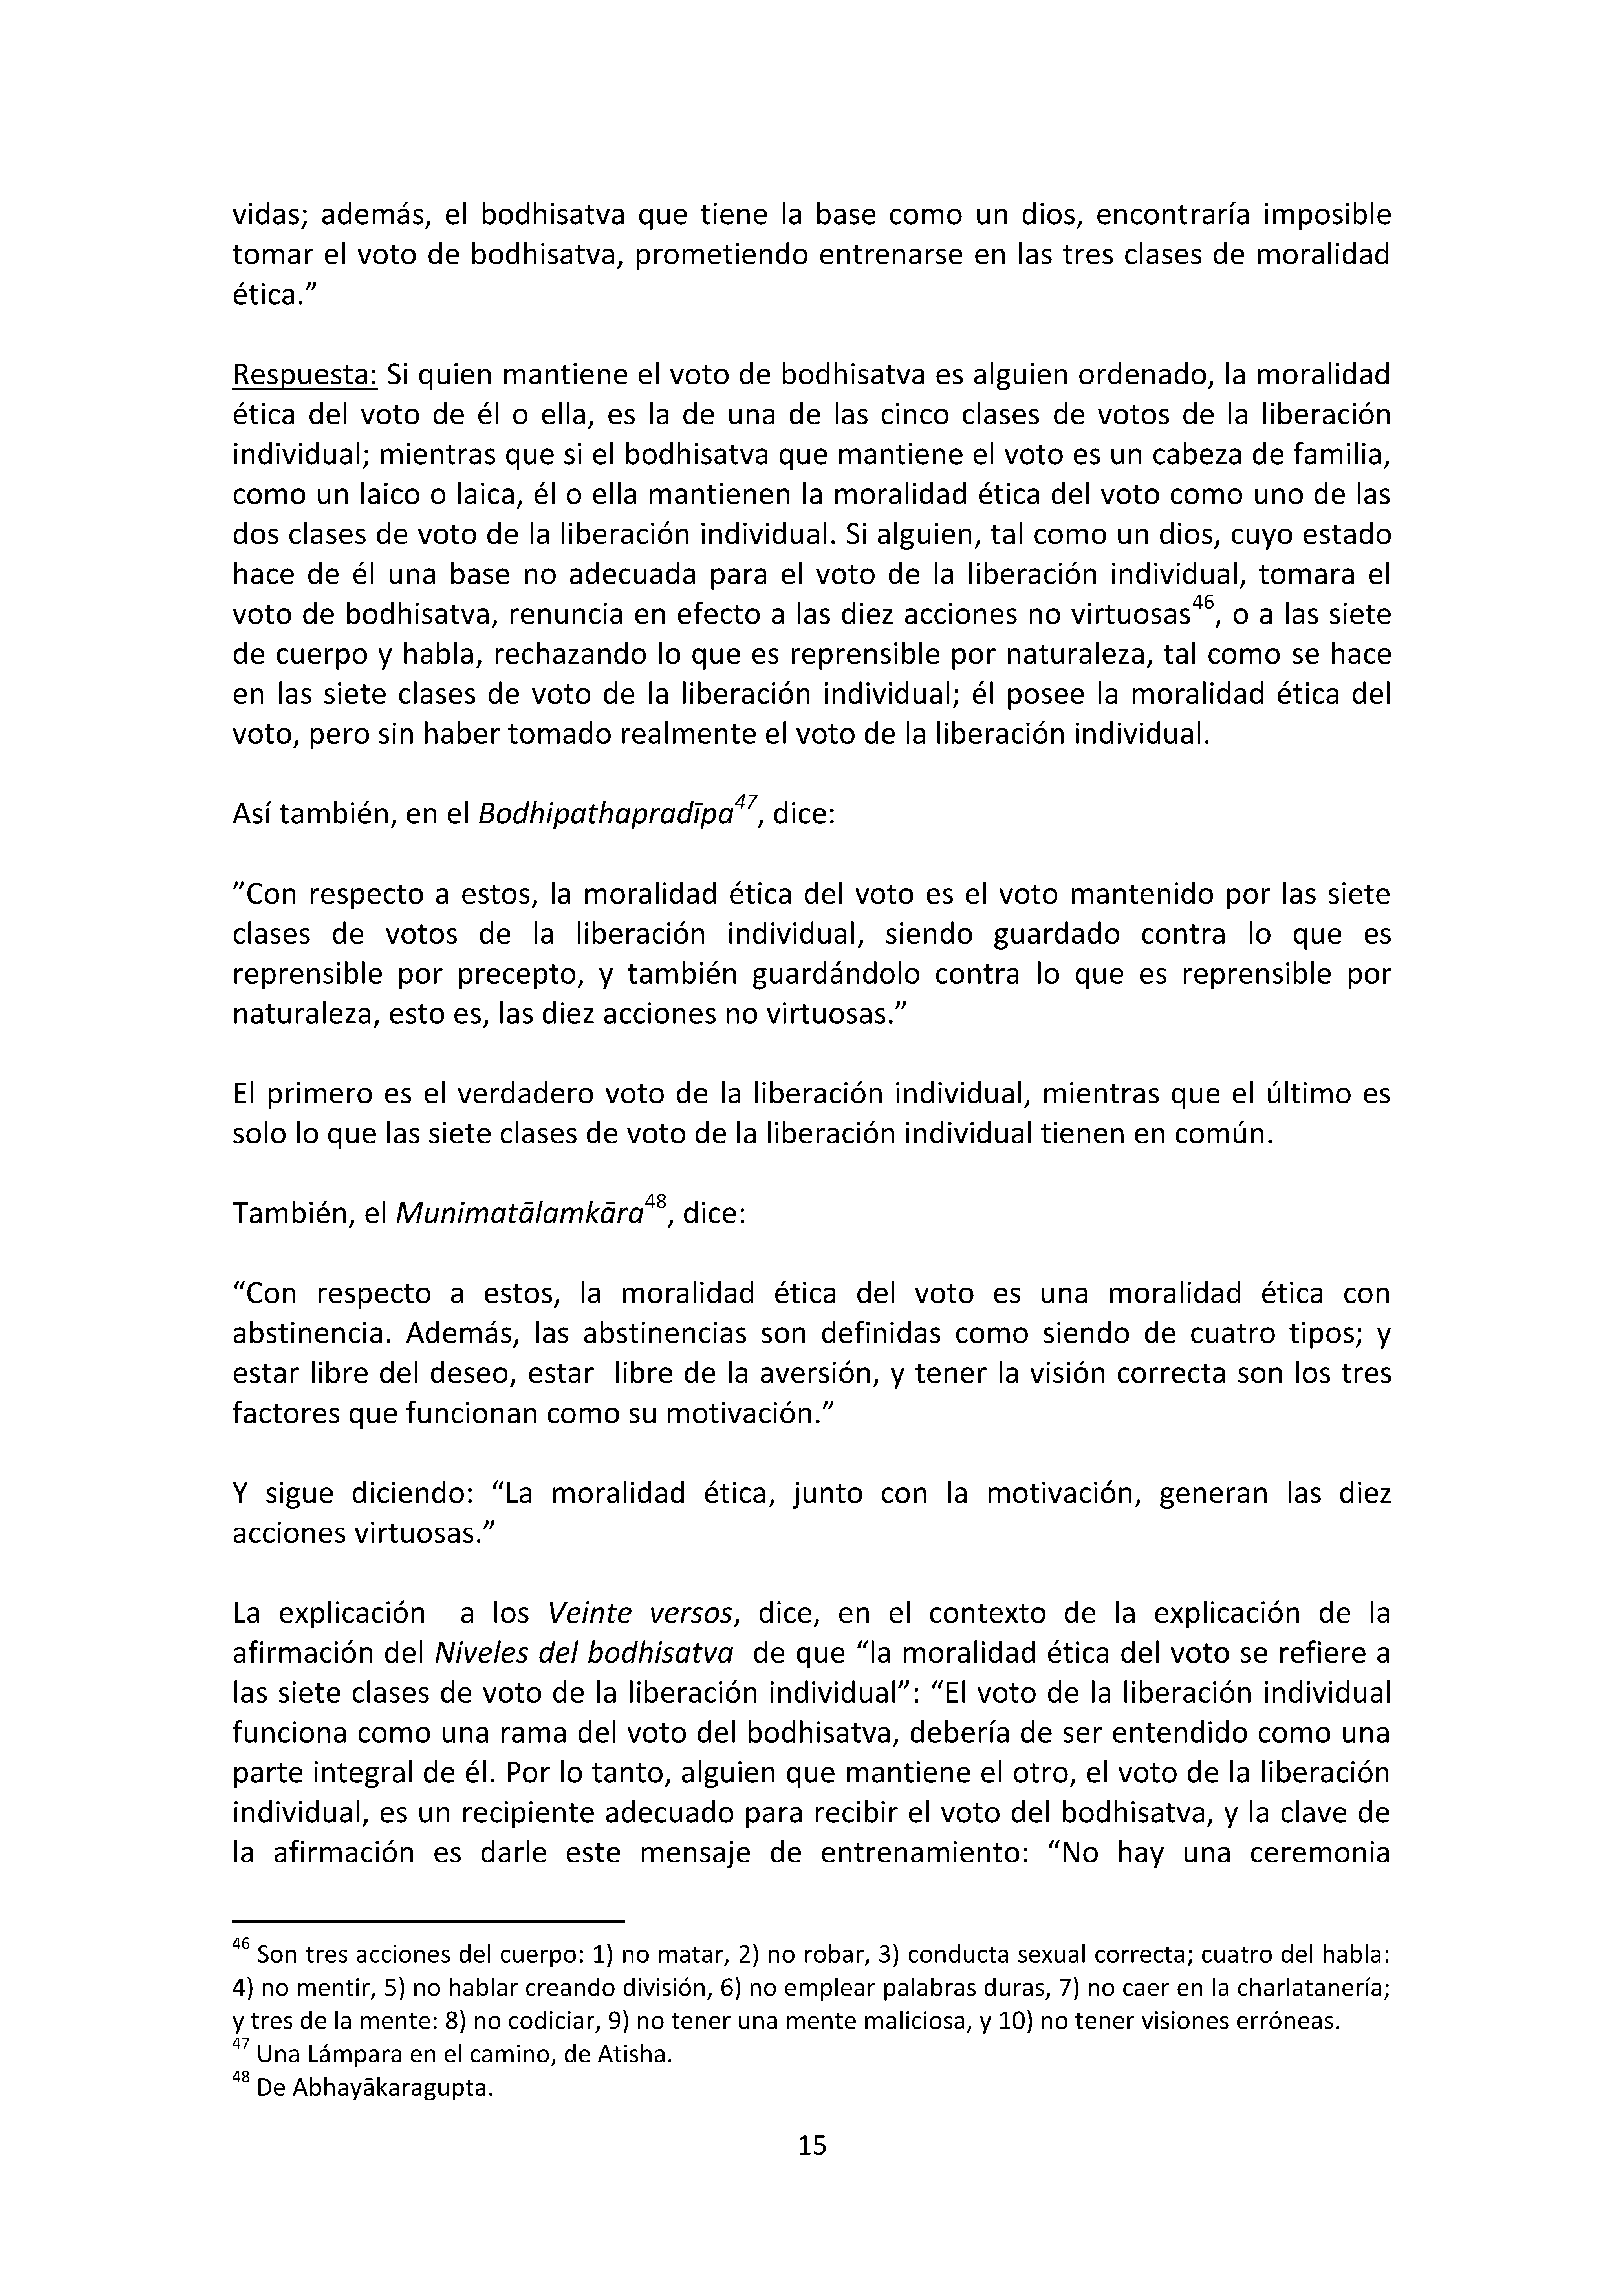 vidas; además, el bodhisatva que tiene la base como un dios, encontraría imposible
tomar el voto de bodhisatva, prometiendo entrenarse en las tres clases de moralidad
ética.”
Respuesta: Si quien mantiene el voto de bodhisatva es alguien ordenado, la moralidad
ética del voto de él o ella, es la de una de las cinco clases de votos de la liberación
individual; mientras que si el bodhisatva que mantiene el voto es un cabeza de familia,
como un laico o laica, él o ella mantienen la moralidad ética del voto como uno de las
dos clases de voto de la liberación individual. Si alguien, tal como un dios, cuyo estado
hace de él una base no adecuada para el voto de la liberación individual, tomara el
voto de bodhisatva, renuncia en efecto a las diez acciones no virtuosas46, o a las siete
de cuerpo y habla, rechazando lo que es reprensible por naturaleza, tal como se hace
en las siete clases de voto de la liberación individual; él posee la moralidad ética del
voto, pero sin haber tomado realmente el voto de la liberación individual.
Así también, en el Bodhipathapradīpa47, dice:
”Con respecto a estos, la moralidad ética del voto es el voto mantenido por las siete
clases de votos de la liberación individual, siendo guardado contra lo que es
reprensible por precepto, y también guardándolo contra lo que es reprensible por
naturaleza, esto es, las diez acciones no virtuosas.”
El primero es el verdadero voto de la liberación individual, mientras que el último es
solo lo que las siete clases de voto de la liberación individual tienen en común.
También, el Munimatālamkāra48, dice:
“Con respecto a estos, la moralidad ética del voto es una moralidad ética con
abstinencia. Además, las abstinencias son definidas como siendo de cuatro tipos; y
estar libre del deseo, estar libre de la aversión, y tener la visión correcta son los tres
factores que funcionan como su motivación.”
Y sigue diciendo: “La moralidad ética, junto con la motivación, generan las diez
acciones virtuosas.”
La explicación a los Veinte versos, dice, en el contexto de la explicación de la
afirmación del Niveles del bodhisatva de que “la moralidad ética del voto se refiere a
las siete clases de voto de la liberación individual”: “El voto de la liberación individual
funciona como una rama del voto del bodhisatva, debería de ser entendido como una
parte integral de él. Por lo tanto, alguien que mantiene el otro, el voto de la liberación
individual, es un recipiente adecuado para recibir el voto del bodhisatva, y la clave de
la afirmación es darle este mensaje de entrenamiento: “No hay una ceremonia
46 Son tres acciones del cuerpo: 1) no matar, 2) no robar, 3) conducta sexual correcta; cuatro del habla:
4) no mentir, 5) no hablar creando división, 6) no emplear palabras duras, 7) no caer en la charlatanería;
y tres de la mente: 8) no codiciar, 9) no tener una mente maliciosa, y 10) no tener visiones erróneas.
47 Una Lámpara en el camino, de Atisha.
48 De Abhayākaragupta.
15